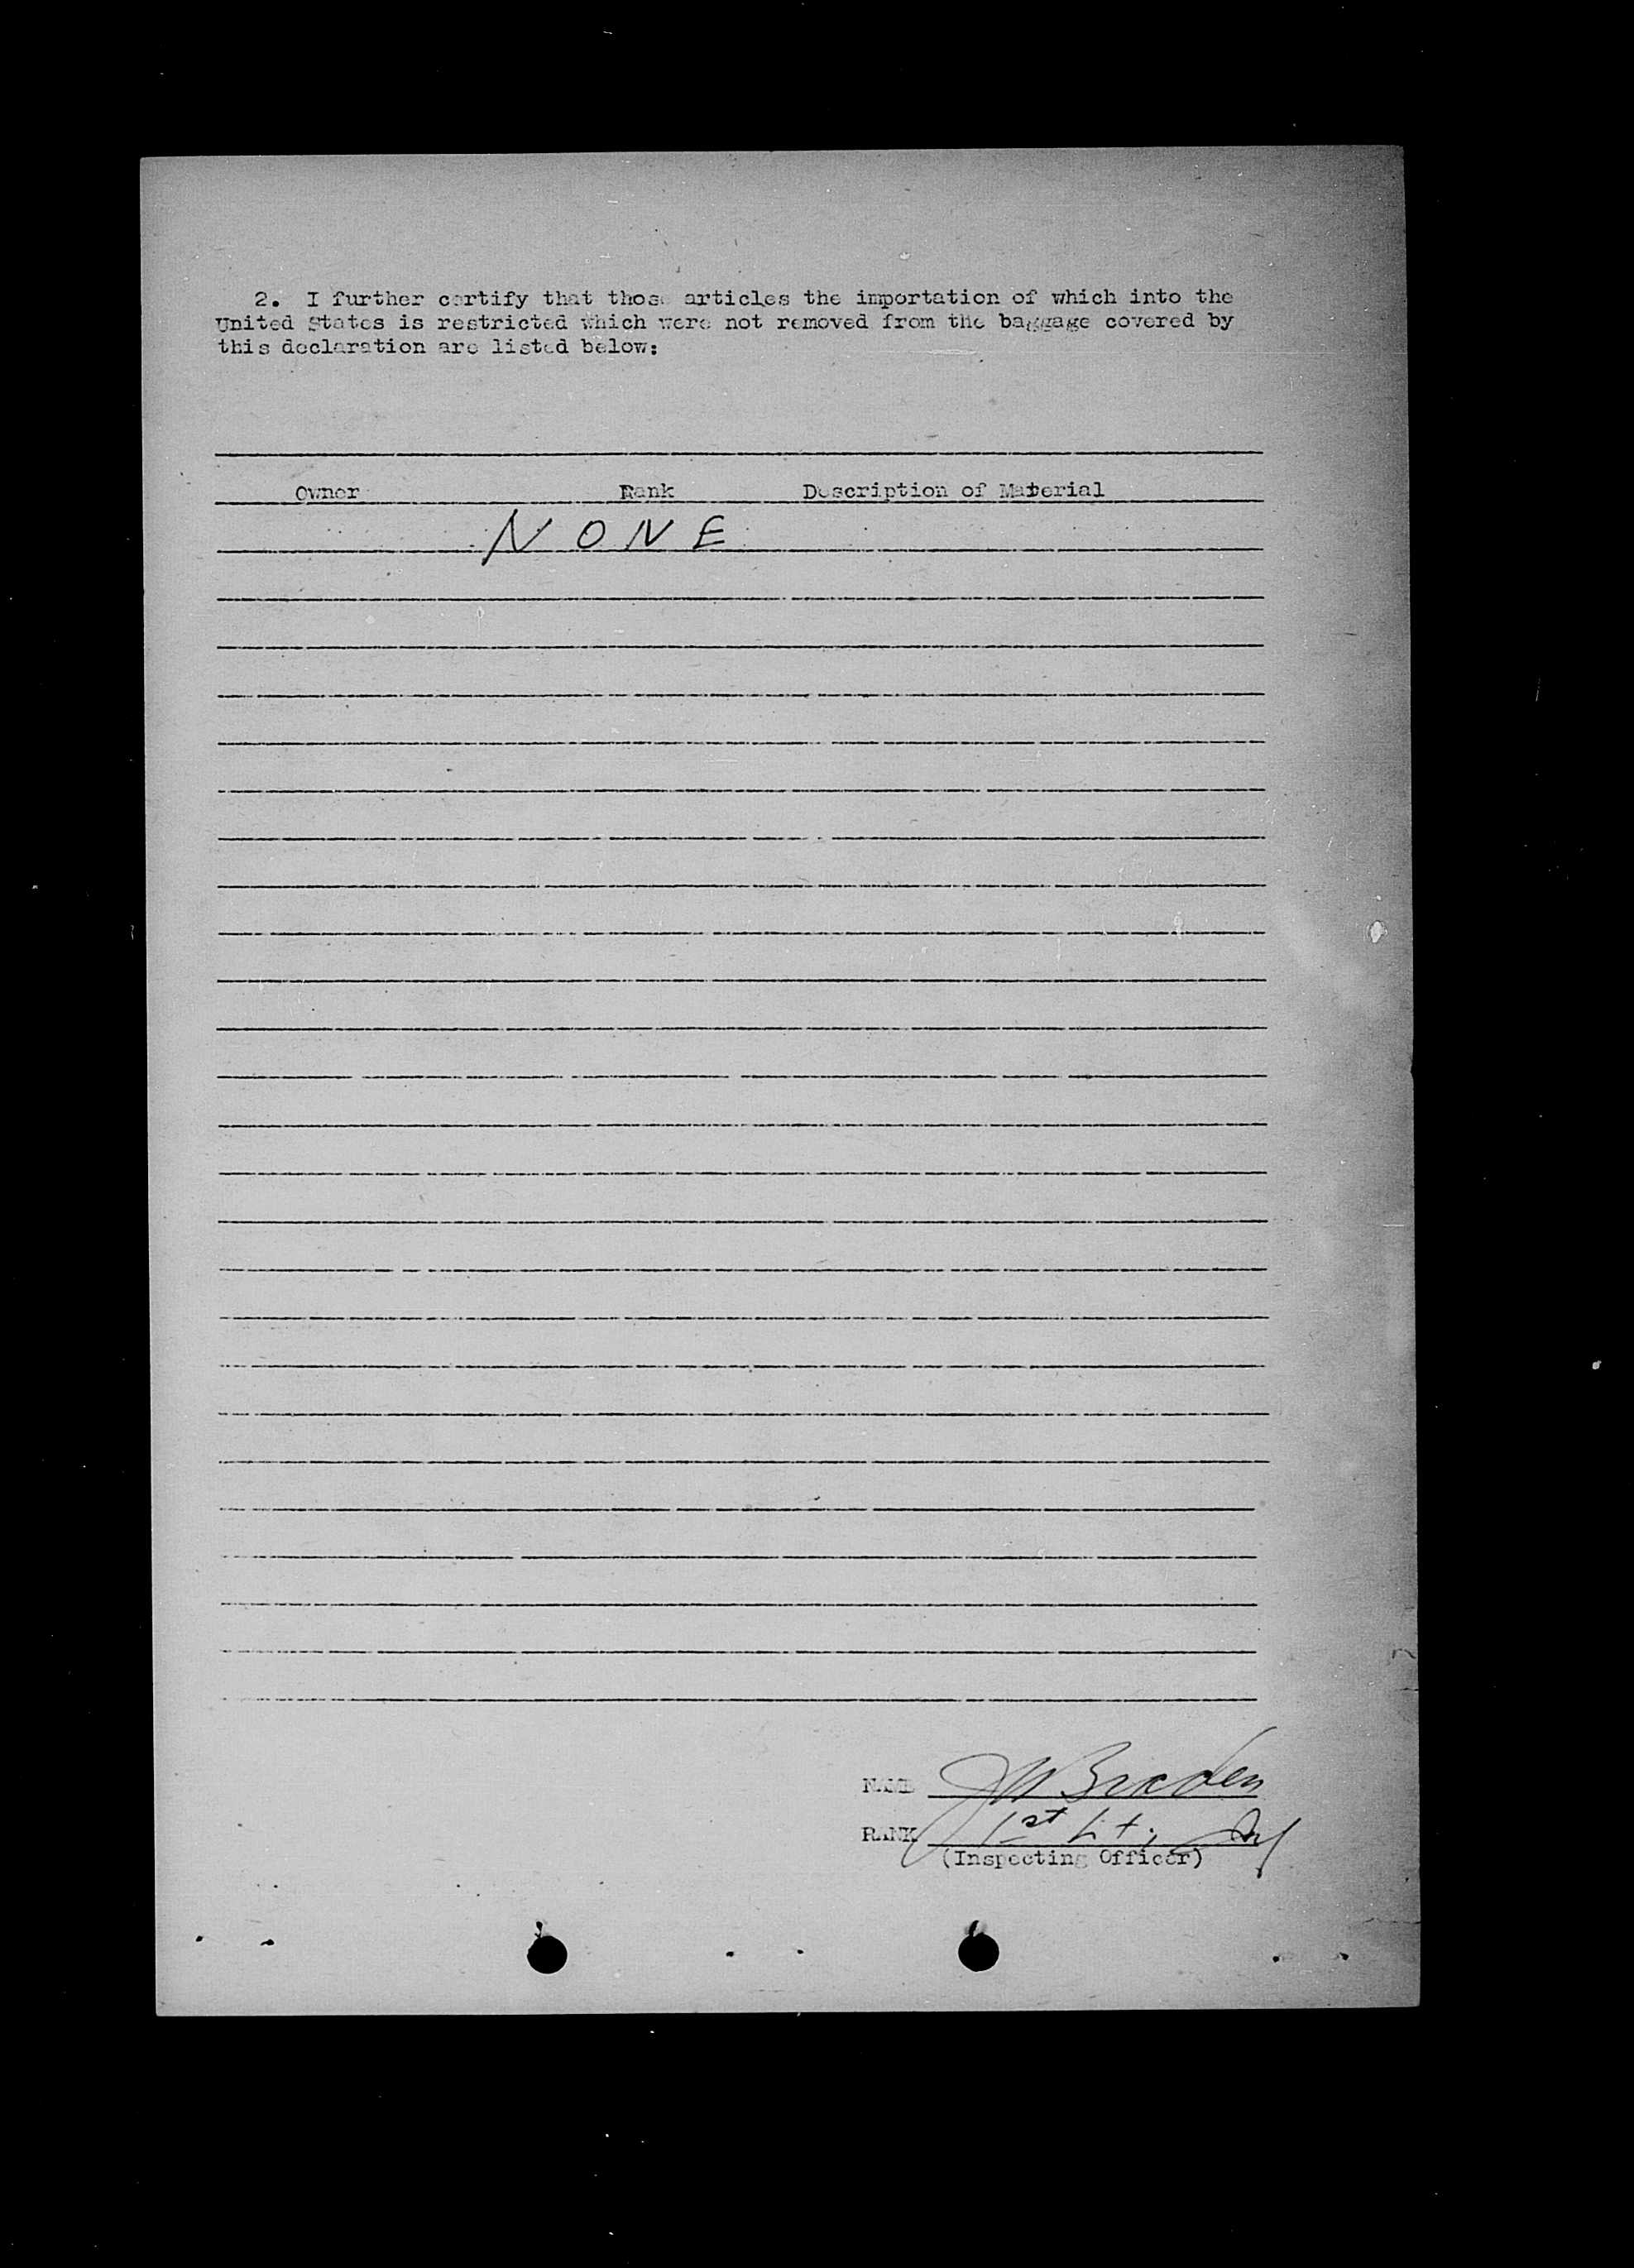 2. I further certify that those articles the importation of which into the
United States is restricted which were not removed from the baggage covered by
this declaration are listed below:
Owner Rank Description of Material
NONE
NAME J W Braden
RANK 1st Lt.,
(Inspecting Officer)